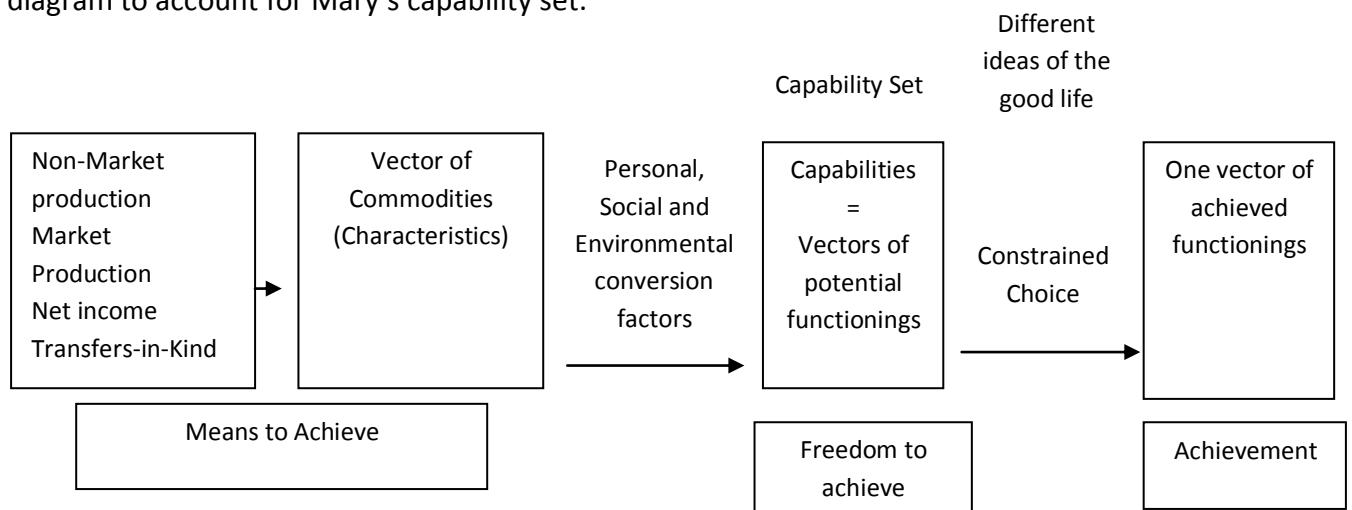 diagram to account for Mary's capability set.
Different
ideas of the
good life
Capability Set
Non-Market
production
Market
Production
Net income
Transfers-in-Kind
Vector of
Commodities
(Characteristics)
Personal,
Social and
Environmental
conversion
factors
Capabilities
=
Vectors of
potential
functionings
Constrained
Choice
One vector of
achieved
functionings
Means to Achieve
Freedom to
achieve
Achievement